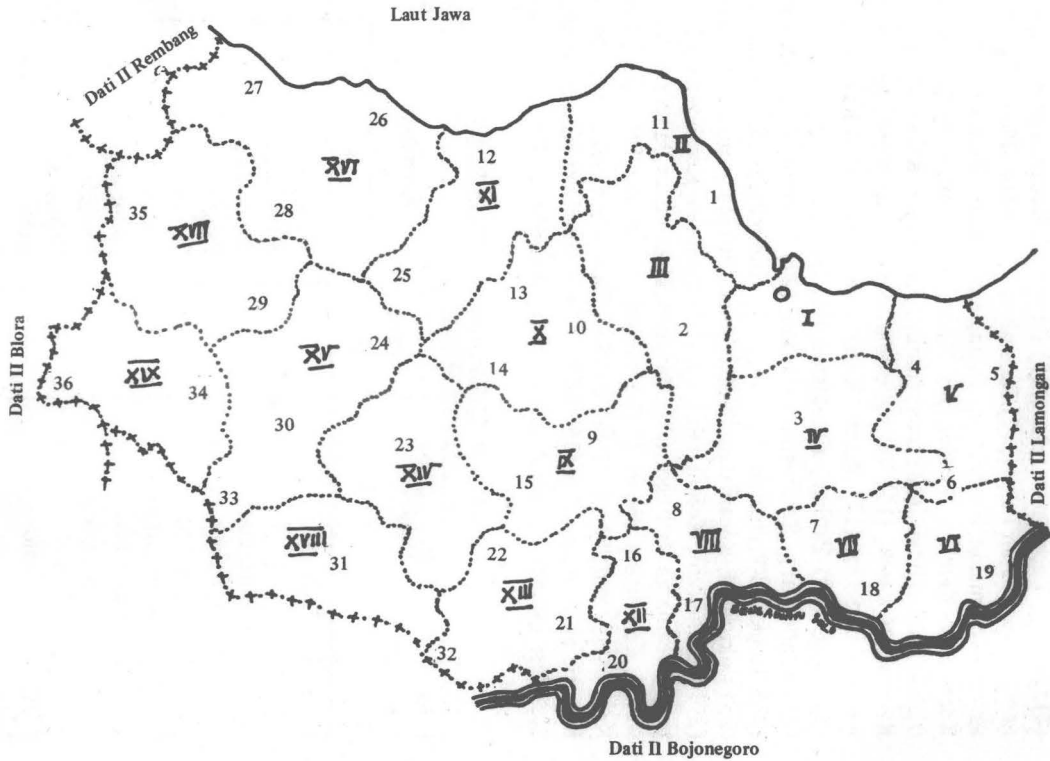 Laut Jawa
Dati II Rembang
27
26
11
II
12
XVI
XI
1
35
28
XVII
III
25
13
29
X
10
I
24
2
XV
14
4
5
V
Dati II Blora
36
XIX
34
3
IV
30
23
9
XIV
IX
15
6
Dati II Lamongan
33
8
7
22
16
XVIII
VIII
VII
VI
31
XIII
18
19
17
21
XII
BENGAWAN SOLO
32
20
Dati II Bojonegoro